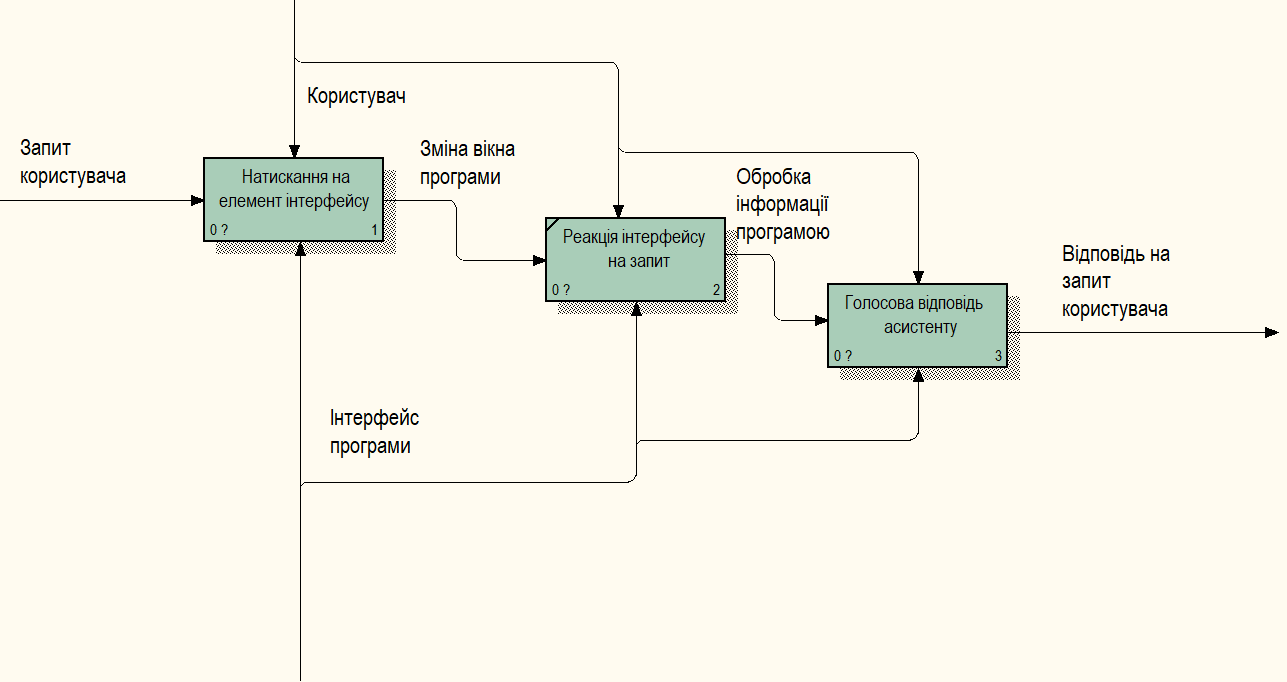 Користувач
Запит
користувача
Зміна вікна
програми
Натискання на
елемент інтерфейсу
0 ?
1
Обробка
інформації
програмою
Реакція інтерфейсу
на запит
0 ?
2
Відповідь на
запит
користувача
Голосова відповідь
асистенту
0 ?
3
Інтерфейс
програми